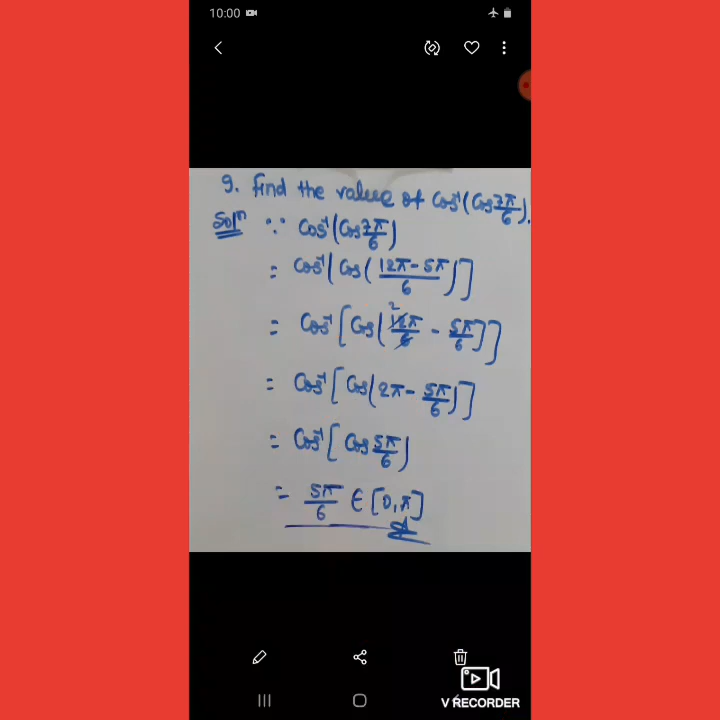 10:00
9. Find the value of Cos⁻¹(Cos 7π/6).
Solⁿ ∵ Cos⁻¹(Cos 7π/6)
= Cos⁻¹[Cos((12π-5π)/6)]
= Cos⁻¹[Cos(12π/6 - 5π/6)]
2
= Cos⁻¹[Cos(2π - 5π/6)]
= Cos⁻¹[Cos 5π/6)
= 5π/6 ∈ [0,π]
V RECORDER